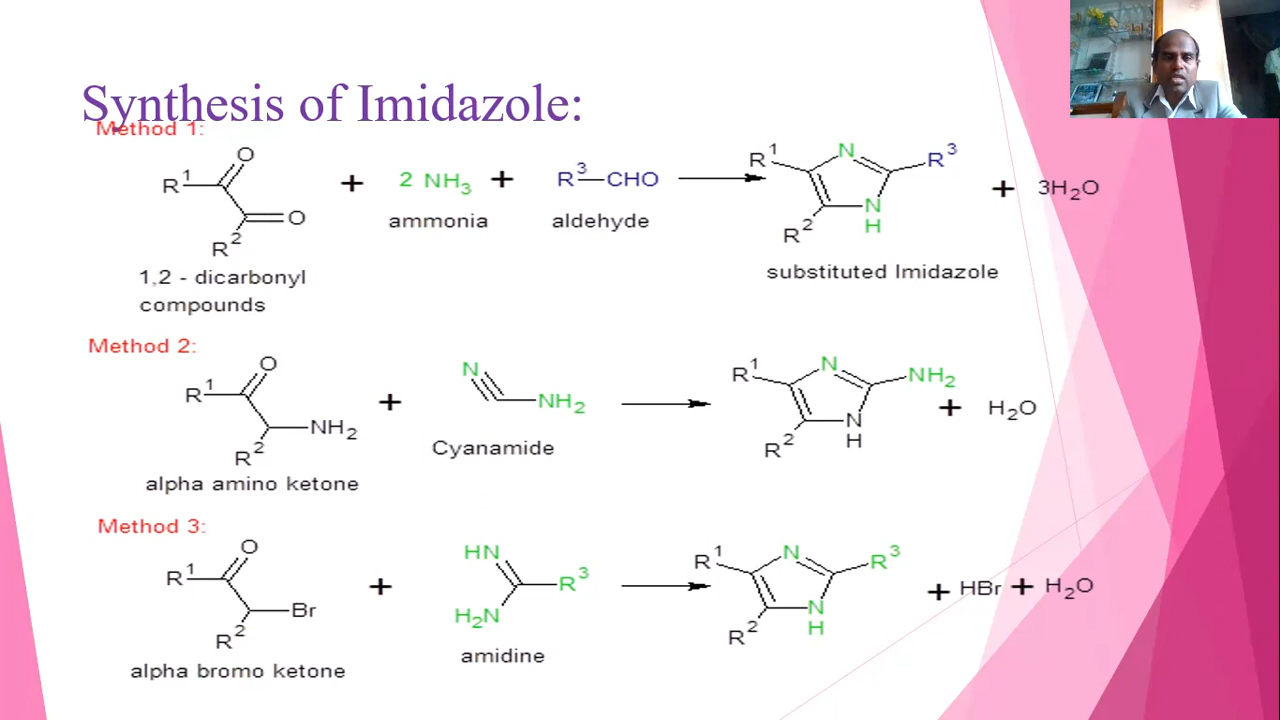 Synthesis of Imidazole:
Method 1:
R¹ O O R² + 2 NH₃ + R³—CHO R¹ N R³ R² N H + 3H₂O
ammonia aldehyde
substituted Imidazole
1,2 - dicarbonyl
compounds
Method 2:
R¹ O NH₂ R² + N NH₂ R¹ N NH₂ R² N H + H₂O
Cyanamide
alpha amino ketone
Method 3:
R¹ O Br R² + HN R³ H₂N R¹ N R³ R² N H + HBr + H₂O
amidine
alpha bromo ketone